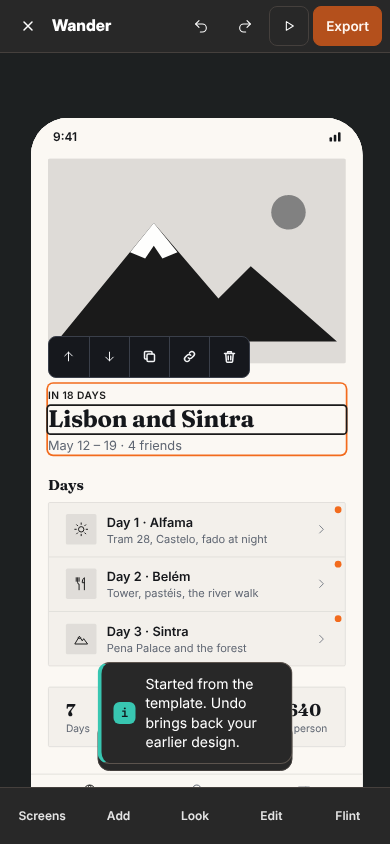 Wander
Export
9:41
IN 18 DAYS
Lisbon and Sintra
May 12 – 19 · 4 friends
Days
Day 1 · Alfama
Tram 28, Castelo, fado at night
Day 2 · Belém
Tower, pastéis, the river walk
Day 3 · Sintra
Pena Palace and the forest
Started from the
template. Undo
brings back your
earlier design.
7
Days
640
person
Screens
Add
Look
Edit
Flint